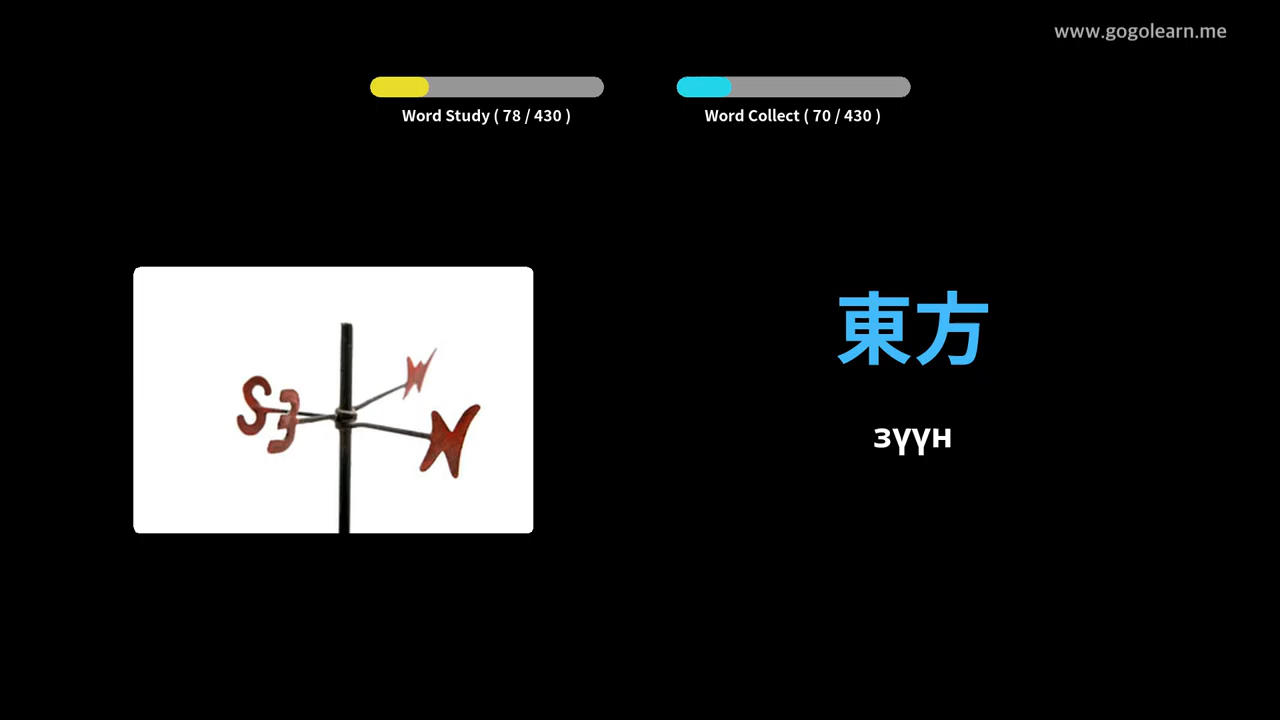 www.gogolearn.me
Word Study ( 78 / 430 )
Word Collect ( 70 / 430 )
東方
зүүн
S E N N